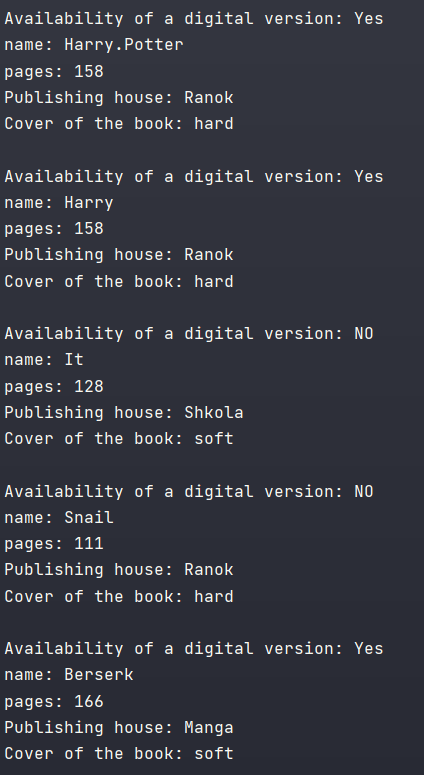 Availability of a digital version: Yes
name: Harry.Potter
pages: 158
Publishing house: Ranok
Cover of the book: hard

Availability of a digital version: Yes
name: Harry
pages: 158
Publishing house: Ranok
Cover of the book: hard

Availability of a digital version: NO
name: It
pages: 128
Publishing house: Shkola
Cover of the book: soft

Availability of a digital version: NO
name: Snail
pages: 111
Publishing house: Ranok
Cover of the book: hard

Availability of a digital version: Yes
name: Berserk
pages: 166
Publishing house: Manga
Cover of the book: soft